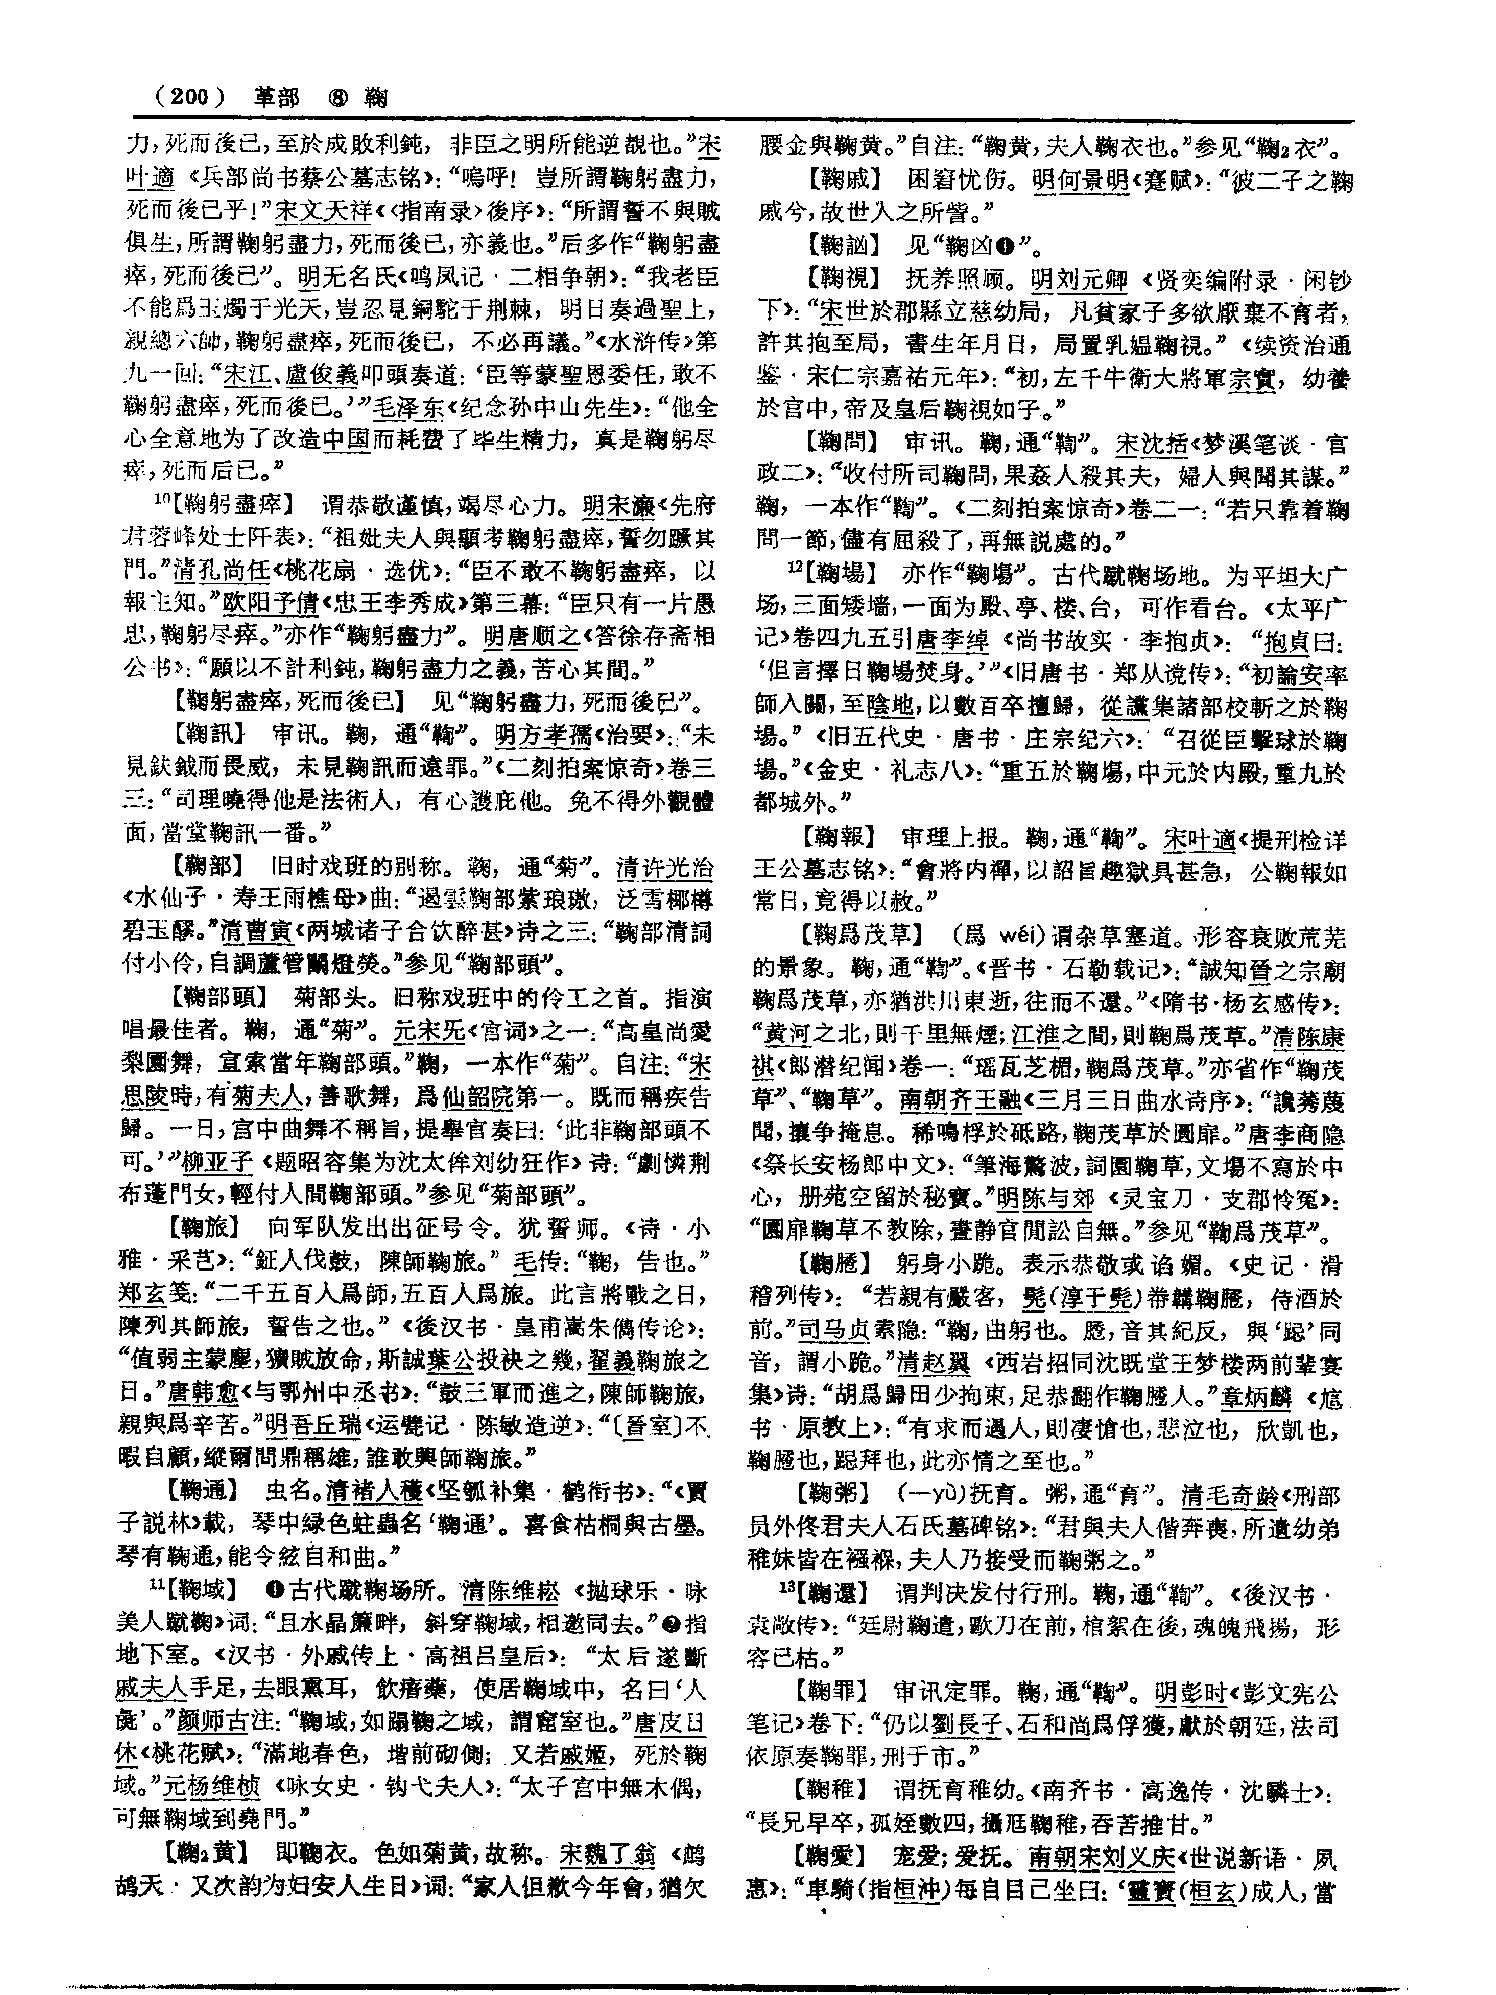 （200） 革部 ⑧ 鞠
力，死而後已，至於成敗利鈍，非臣之明所能逆覩也。”宋
叶適《兵部尚书蔡公墓志铭》：“嗚呼！豈所謂鞠躬盡力，
死而後已乎！”宋文天祥《〈指南录〉後序》：“所謂誓不與賊
俱生，所謂鞠躬盡力，死而後已，亦義也。”后多作“鞠躬盡
瘁，死而後已”。明无名氏《鸣凤记·二相争朝》：“我老臣
不能爲玉燭于光天，豈忍見銅駝于荆棘，明日奏過聖上，
親總六帥，鞠躬盡瘁，死而後已，不必再議。”《水浒传》第
九一回：“宋江、盧俊義叩頭奏道：‘臣等蒙聖恩委任，敢不
鞠躬盡瘁，死而後已。’”毛泽东《纪念孙中山先生》：“他全
心全意地为了改造中国而耗费了毕生精力，真是鞠躬尽
瘁，死而后已。”
10【鞠躬盡瘁】 谓恭敬謹慎，竭尽心力。明宋濂《先府
君蓉峰处士阡表》：“祖妣夫人與顯考鞠躬盡瘁，誓勿蹶其
門。”清孔尚任《桃花扇·选优》：“臣不敢不鞠躬盡瘁，以
報主知。”欧阳予倩《忠王李秀成》第三幕：“臣只有一片愚
忠，鞠躬尽瘁。”亦作“鞠躬盡力”。明唐顺之《答徐存斋相
公书》：“願以不計利鈍，鞠躬盡力之義，苦心其間。”
【鞠躬盡瘁，死而後已】 见“鞠躬盡力，死而後已”。
【鞠訊】 审讯。鞠，通“鞫”。明方孝孺《治要》：“未
見鈇鉞而畏威，未見鞠訊而遠罪。”《二刻拍案惊奇》卷三
三：“司理曉得他是法術人，有心護庇他。免不得外觀體
面，當堂鞠訊一番。”
【鞠部】 旧时戏班的别称。鞠，通“菊”。清许光治
《水仙子·寿王雨樵母》曲：“遏雲鞠部紫琅璈，泛雪椰樽
碧玉醪。”清曹寅《两城诸子合饮醉甚》诗之三：“鞠部清詞
付小伶，自調蘆管鬬燈熒。”参见“鞠部頭”。
【鞠部頭】 菊部头。旧称戏班中的伶工之首。指演
唱最佳者。鞠，通“菊”。元宋旡《宫词》之一：“高皇尚愛
梨園舞，宣索當年鞠部頭。”鞠，一本作“菊”。自注：“宋
思陵時，有菊夫人，善歌舞，爲仙韶院第一。既而稱疾告
歸。一日，宫中曲舞不稱旨，提舉官奏曰：‘此非鞠部頭不
可。’”柳亚子《题昭容集为沈太侔刘幼狂作》诗：“劇憐荆
布蓬門女，輕付人間鞠部頭。”参见“菊部頭”。
【鞠旅】 向军队发出出征号令。犹誓师。《诗·小
雅·采芑》：“鉦人伐鼓，陳師鞠旅。”毛传：“鞠，告也。”
郑玄笺：“二千五百人爲師，五百人爲旅。此言將戰之日，
陳列其師旅，誓告之也。”《後汉书·皇甫嵩朱儁传论》：
“值弱主蒙塵，獷賊放命，斯誠葉公投袂之幾，翟義鞠旅之
日。”唐韩愈《与鄂州中丞书》：“鼓三軍而進之，陳師鞠旅，
親與爲辛苦。”明吾丘瑞《运甓记·陈敏造逆》：“〔晉室〕不
暇自顧，縱爾問鼎稱雄，誰敢興師鞠旅。”
【鞠通】 虫名。清褚人穫《坚瓠补集·鹤衔书》：“《賈
子説林》載，琴中緑色蛀蟲名‘鞠通’。喜食枯桐與古墨。
琴有鞠通，能令絃自和曲。”
11【鞠域】 ❶古代蹴鞠场所。清陈维崧《抛球乐·咏
美人蹴鞠》词：“且水晶簾畔，斜穿鞠域，相邀同去。”❷指
地下室。《汉书·外戚传上·高祖吕皇后》：“太后遂斷
戚夫人手足，去眼熏耳，飲瘖藥，使居鞠域中，名曰‘人
彘’。”颜师古注：“鞠域，如蹋鞠之域，謂窟室也。”唐皮日
休《桃花赋》：“滿地春色，堦前砌側；又若戚姬，死於鞠
域。”元杨维桢《咏女史·钩弋夫人》：“太子宫中無木偶，
可無鞠域到堯門。”
【鞠₂黄】 即鞠衣。色如菊黄，故称。宋魏了翁《鹧
鸪天·又次韵为妇安人生日》词：“家人但歉今年會，猶欠
腰金與鞠黄。”自注：“鞠黄，夫人鞠衣也。”参见“鞠₂衣”。
【鞠戚】 困窘忧伤。明何景明《蹇赋》：“彼二子之鞠
戚兮，故世人之所訾。”
【鞠訩】 见“鞠凶❶”。
【鞠視】 抚养照顾。明刘元卿《贤奕编附录·闲钞
下》：“宋世於郡縣立慈幼局，凡貧家子多欲厭棄不育者，
許其抱至局，書生年月日，局置乳媪鞠視。”《续资治通
鉴·宋仁宗嘉祐元年》：“初，左千牛衛大將軍宗實，幼養
於宫中，帝及皇后鞠視如子。”
【鞠問】 审讯。鞠，通“鞫”。宋沈括《梦溪笔谈·官
政二》：“收付所司鞠問，果姦人殺其夫，婦人與聞其謀。”
鞠，一本作“鞫”。《二刻拍案惊奇》卷二一：“若只靠着鞠
問一節，儘有屈殺了，再無説處的。”
12【鞠場】 亦作“鞠塲”。古代蹴鞠场地。为平坦大广
场，三面矮墙，一面为殿、亭、楼、台，可作看台。《太平广
记》卷四九五引唐李绰《尚书故实·李抱贞》：“抱貞曰：
‘但言擇日鞠場焚身。’”《旧唐书·郑从谠传》：“初論安率
師入關，至陰地，以數百卒擅歸，從讜集諸部校斬之於鞠
場。”《旧五代史·唐书·庄宗纪六》：“召從臣擊球於鞠
場。”《金史·礼志八》：“重五於鞠塲，中元於内殿，重九於
都城外。”
【鞠報】 审理上报。鞠，通“鞫”。宋叶適《提刑检详
王公墓志铭》：“會將内禪，以詔旨趣獄具甚急，公鞠報如
常日，竟得以赦。”
【鞠爲茂草】 （爲 wéi）谓杂草塞道。形容衰败荒芜
的景象。鞠，通“鞫”。《晋书·石勒载记》：“誠知晉之宗廟
鞠爲茂草，亦猶洪川東逝，往而不還。”《隋书·杨玄感传》：
“黄河之北，則千里無煙；江淮之間，則鞠爲茂草。”清陈康
祺《郎潜纪闻》卷一：“瑶瓦芝楣，鞠爲茂草。”亦省作“鞠茂
草”、“鞠草”。南朝齐王融《三月三日曲水诗序》：“讒莠蔑
聞，攘争掩息。稀鳴桴於砥路，鞠茂草於圓扉。”唐李商隐
《祭长安杨郎中文》：“筆海驚波，詞園鞠草，文塲不寫於中
心，册苑空留於秘寶。”明陈与郊《灵宝刀·支郡怜冤》：
“圜扉鞠草不教除，晝静官閒訟自無。”参见“鞫爲茂草”。
【鞠䠆】 躬身小跪。表示恭敬或谄媚。《史记·滑
稽列传》：“若親有嚴客，髡（淳于髡）帣韝鞠䠆，侍酒於
前。”司马贞索隐：“鞠，曲躬也。䠆，音其紀反，與‘跽’同
音，謂小跪。”清赵翼《西岩招同沈既堂王梦楼两前辈宴
集》诗：“胡爲歸田少拘束，足恭翻作鞠䠆人。”章炳麟《訄
书·原教上》：“有求而遇人，則凄愴也，悲泣也，欣凱也，
鞠䠆也，跽拜也，此亦情之至也。”
【鞠粥】 （—yù）抚育。粥，通“育”。清毛奇龄《刑部
员外佟君夫人石氏墓碑铭》：“君與夫人偕奔喪，所遺幼弟
稚妹皆在襁褓，夫人乃接受而鞠粥之。”
13【鞠遣】 谓判决发付行刑。鞠，通“鞫”。《後汉书·
袁敞传》：“廷尉鞠遣，歐刀在前，棺絮在後，魂魄飛揚，形
容已枯。”
【鞠罪】 审讯定罪。鞠，通“鞫”。明彭时《彭文宪公
笔记》卷下：“仍以劉長子、石和尚爲俘獲，獻於朝廷，法司
依原奏鞠罪，刑于市。”
【鞠稚】 谓抚育稚幼。《南齐书·高逸传·沈驎士》：
“長兄早卒，孤姪數四，攝尫鞠稚，吞苦推甘。”
【鞠愛】 宠爱；爱抚。南朝宋刘义庆《世说新语·夙
惠》：“車騎（指桓沖）每自目己坐曰：‘靈寶（桓玄）成人，當